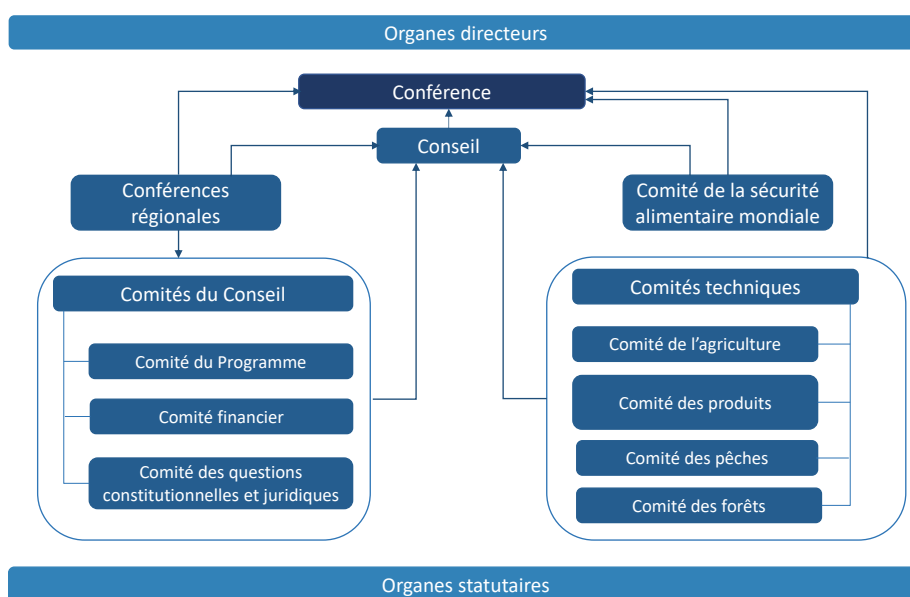 Organes directeurs
Conférence
Conseil
Conférences
régionales
Comité de la sécurité
alimentaire mondiale
Comités du Conseil
Comité du Programme
Comité financier
Comité des questions
constitutionnelles et juridiques
Comités techniques
Comité de l’agriculture
Comité des produits
Comité des pêches
Comité des forêts
Organes statutaires